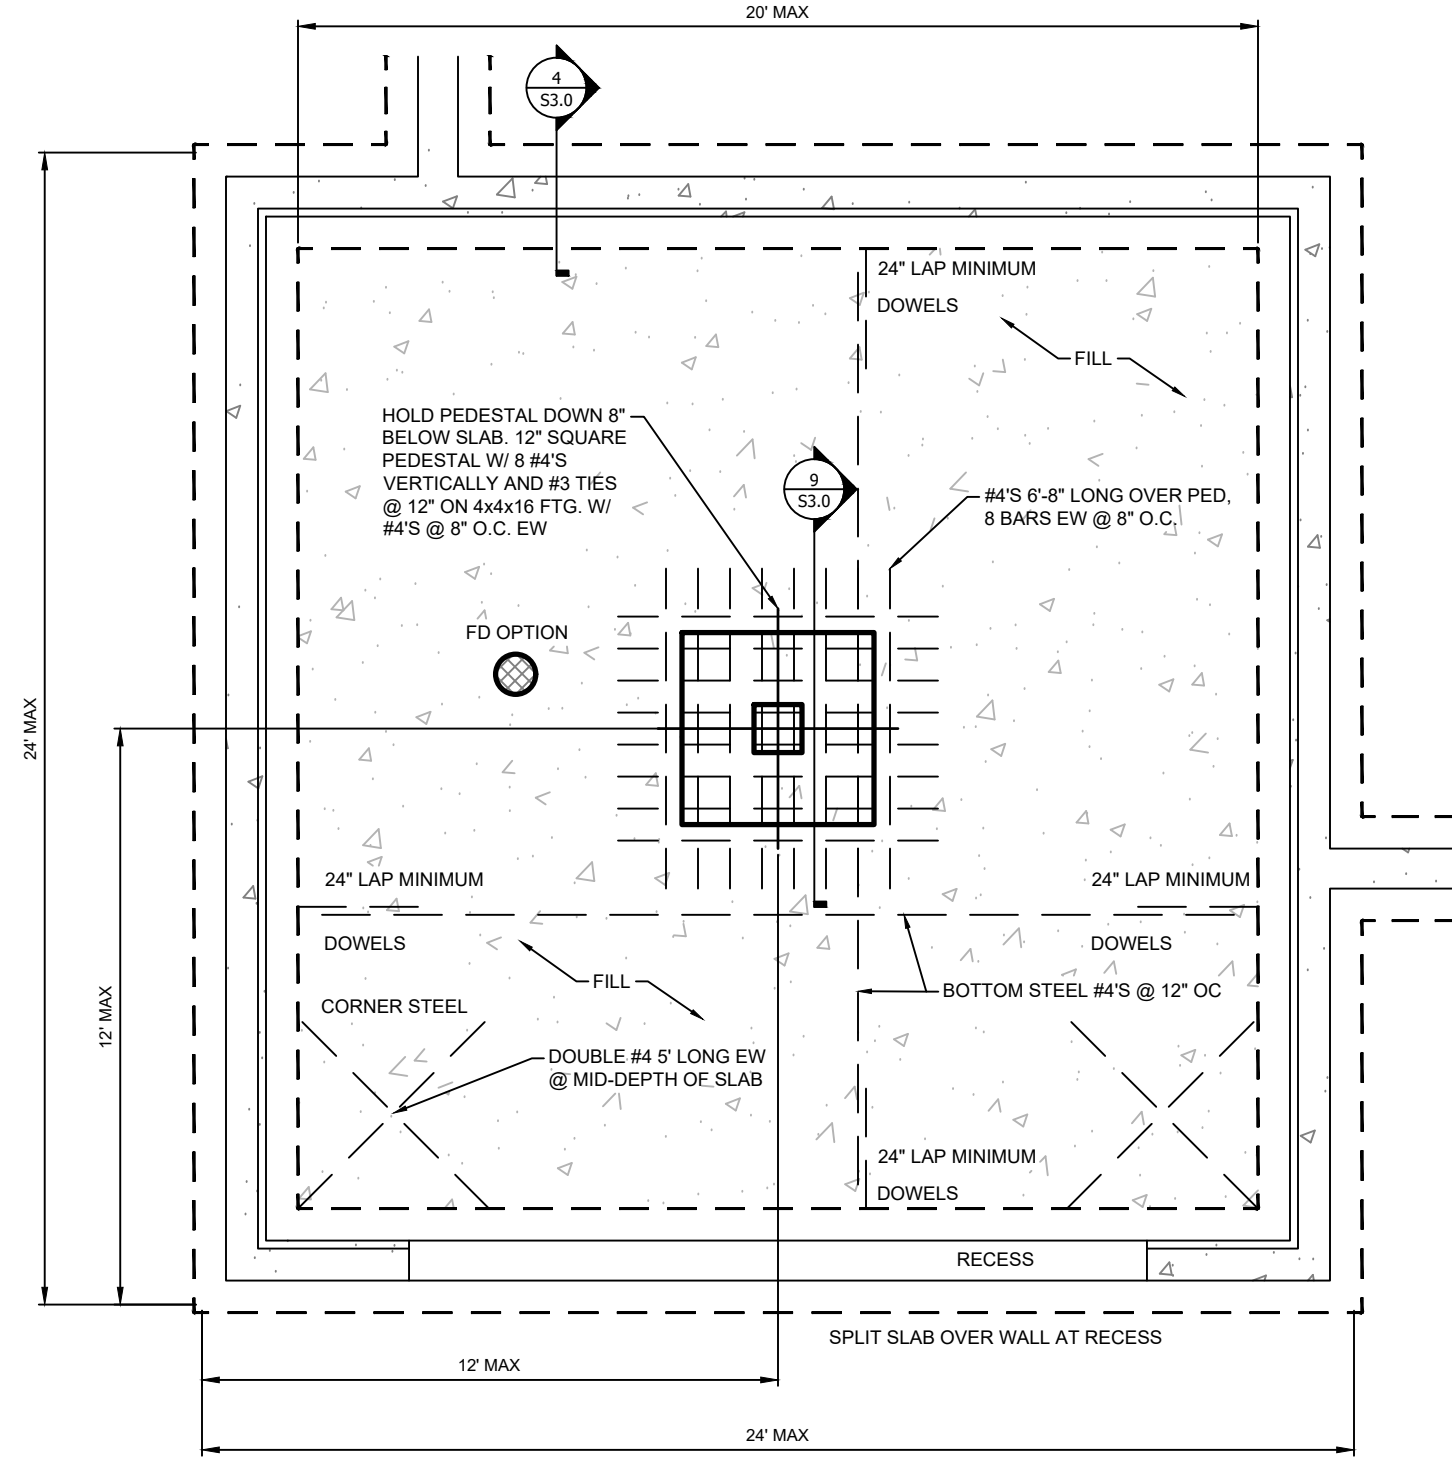 20' MAX
4
S3.0
24" LAP MINIMUM
DOWELS
FILL
HOLD PEDESTAL DOWN 8"
BELOW SLAB. 12" SQUARE
PEDESTAL W/ 8 #4'S
VERTICALLY AND #3 TIES
@ 12" ON 4x4x16 FTG. W/
#4'S @ 8" O.C. EW
9
S3.0
#4'S 6'-8" LONG OVER PED,
8 BARS EW @ 8" O.C.
FD OPTION
24' MAX
24" LAP MINIMUM
24" LAP MINIMUM
DOWELS
DOWELS
FILL
BOTTOM STEEL #4'S @ 12" OC
CORNER STEEL
12' MAX
DOUBLE #4 5' LONG EW
@ MID-DEPTH OF SLAB
24" LAP MINIMUM
DOWELS
RECESS
SPLIT SLAB OVER WALL AT RECESS
12' MAX
24' MAX